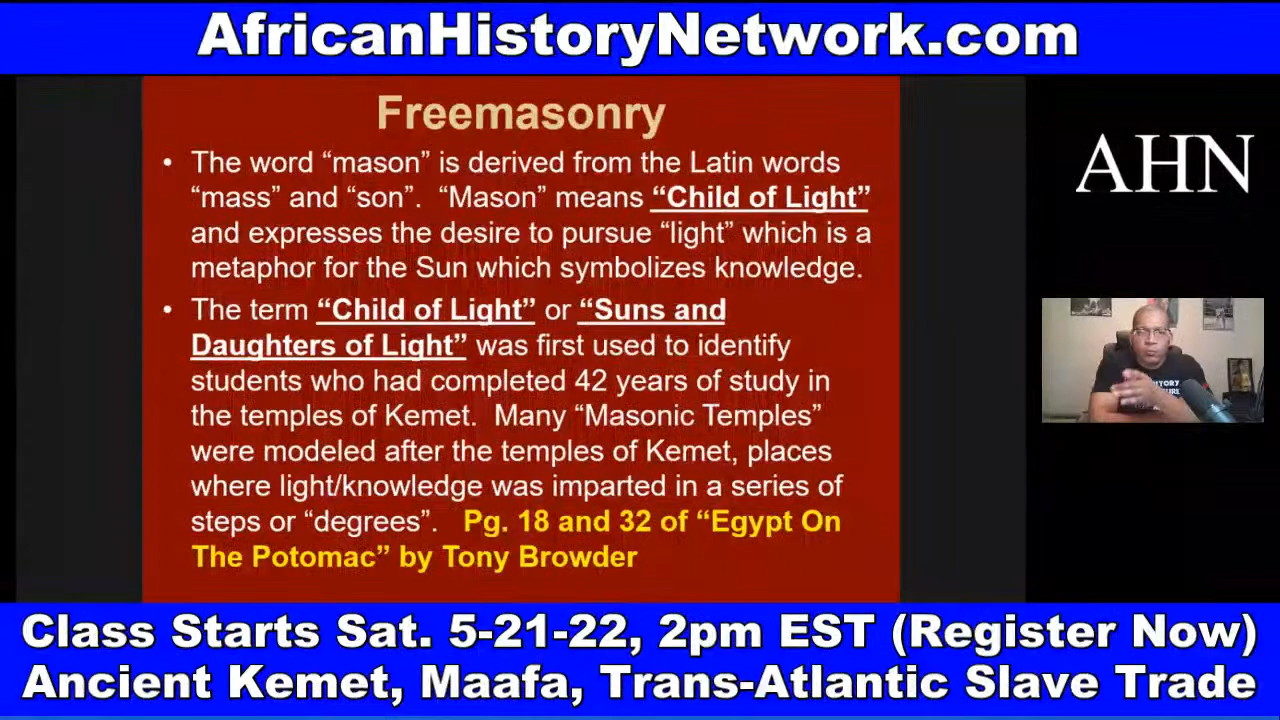 AfricanHistoryNetwork.com
Freemasonry
• The word “mason” is derived from the Latin words
“mass” and “son”. “Mason” means “Child of Light”
and expresses the desire to pursue “light” which is a
metaphor for the Sun which symbolizes knowledge.
• The term “Child of Light” or “Suns and
Daughters of Light” was first used to identify
students who had completed 42 years of study in
the temples of Kemet. Many “Masonic Temples”
were modeled after the temples of Kemet, places
where light/knowledge was imparted in a series of
steps or “degrees”. Pg. 18 and 32 of “Egypt On
The Potomac” by Tony Browder
AHN
Class Starts Sat. 5-21-22, 2pm EST (Register Now)
Ancient Kemet, Maafa, Trans-Atlantic Slave Trade